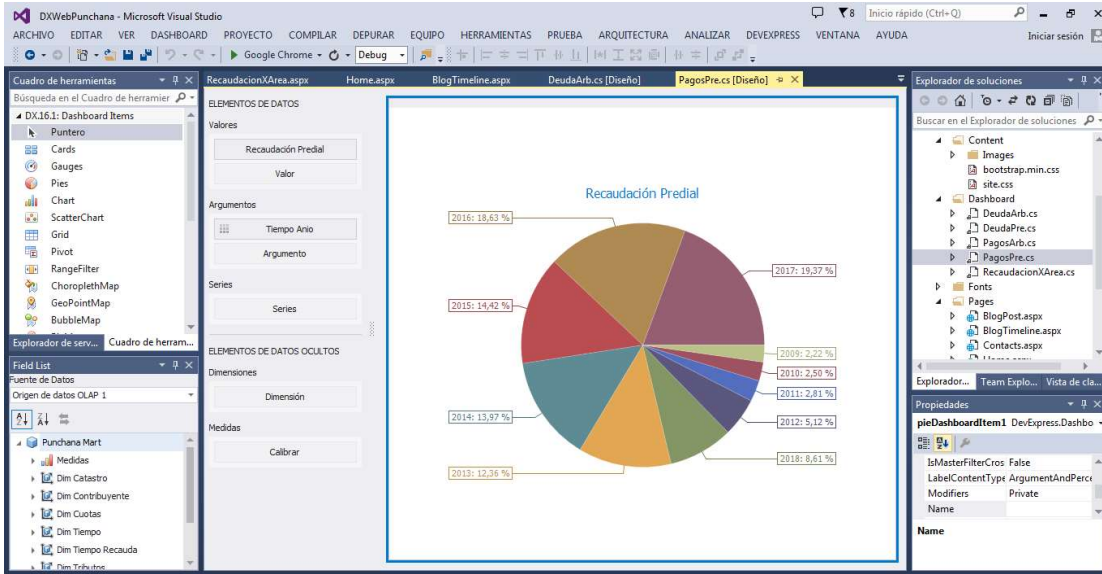 DXWebPunchana - Microsoft Visual Studio
8
Inicio rápido (Ctrl+Q)
ARCHIVO EDITAR VER DASHBOARD PROYECTO COMPILAR DEPURAR EQUIPO HERRAMIENTAS PRUEBA ARQUITECTURA ANALIZAR DEVEXPRESS VENTANA AYUDA
Iniciar sesión
Google Chrome
Debug
Cuadro de herramientas
Búsqueda en el Cuadro de herramier
DX.16.1: Dashboard Items
Puntero
Cards
Gauges
Pies
Chart
ScatterChart
Grid
Pivot
RangeFilter
ChoroplethMap
GeoPointMap
BubbleMap
Explorador de serv...
Cuadro de herram...
Field List
Fuente de Datos
Origen de datos OLAP 1
Punchana Mart
Medidas
Dim Catastro
Dim Contribuyente
Dim Cuotas
Dim Tiempo
Dim Tiempo Recauda
Dim Tributos
RecaudacionXArea.aspx
Home.aspx
BlogTimeline.aspx
DeudaArb.cs [Diseño]
PagosPre.cs [Diseño]
ELEMENTOS DE DATOS
Valores
Recaudación Predial
Valor
Argumentos
Tiempo Anio
Argumento
Series
Series
ELEMENTOS DE DATOS OCULTOS
Dimensiones
Dimensión
Medidas
Calibrar
Recaudación Predial
2016: 18,63 %
2017: 19,37 %
2015: 14,42 %
2009: 2,22 %
2010: 2,50 %
2011: 2,81 %
2014: 13,97 %
2012: 5,12 %
2018: 8,61 %
2013: 12,36 %
Explorador de soluciones
Buscar en el Explorador de soluciones
Content
Images
bootstrap.min.css
site.css
Dashboard
DeudaArb.cs
DeudaPre.cs
PagosArb.cs
PagosPre.cs
RecaudacionXArea.cs
Fonts
Pages
BlogPost.aspx
BlogTimeline.aspx
Contacts.aspx
Home.aspx
Explorador...
Team Explo...
Vista de cla...
Propiedades
pieDashboardItem1 DevExpress.Dashbo
IsMasterFilterCros False
LabelContentType ArgumentAndPerce
Modifiers Private
Name
Name